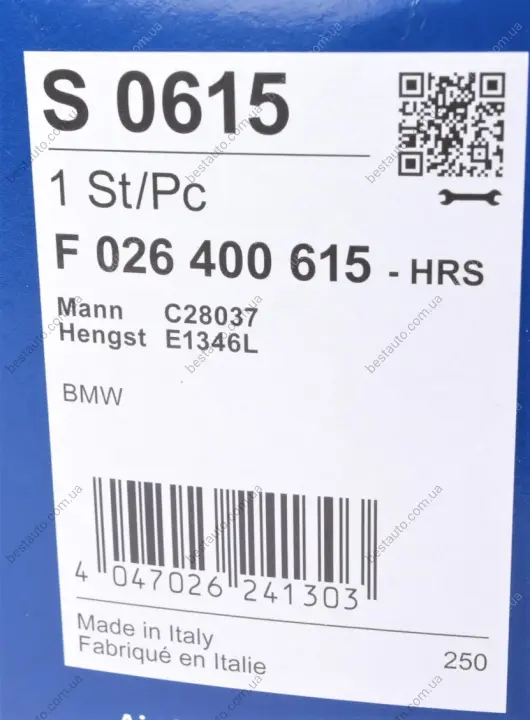 S 0615
1 St/Pc
F 026 400 615 - HRS
Mann C28037
Hengst E1346L
BMW
4 047026 241303
Made in Italy
Fabriqué en Italie
250
bestauto.com.ua